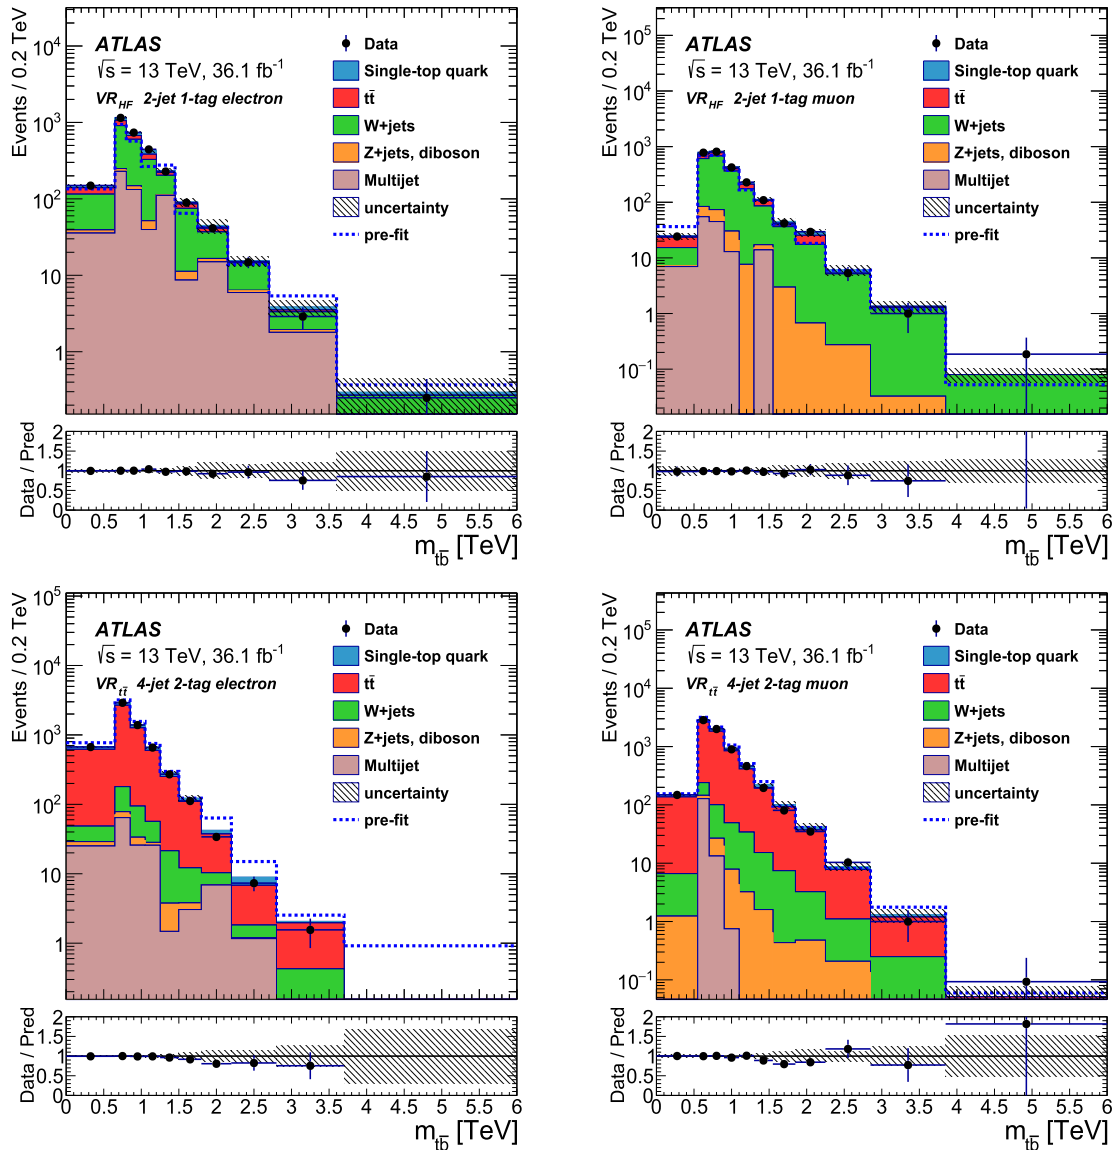 Events / 0.2 TeV
10⁴
10³
10²
10
1
ATLAS
√s = 13 TeV, 36.1 fb⁻¹
VR_HF 2-jet 1-tag electron
Data
Single-top quark
tt̄
W+jets
Z+jets, diboson
Multijet
uncertainty
pre-fit
Data / Pred
2
1.5
1
0.5
0
0 0.5 1 1.5 2 2.5 3 3.5 4 4.5 5 5.5 6
m_tb̄ [TeV]
Events / 0.2 TeV
10⁵
10⁴
10³
10²
10
1
10⁻¹
ATLAS
√s = 13 TeV, 36.1 fb⁻¹
VR_HF 2-jet 1-tag muon
Data
Single-top quark
tt̄
W+jets
Z+jets, diboson
Multijet
uncertainty
pre-fit
Data / Pred
2
1.5
1
0.5
0
0 0.5 1 1.5 2 2.5 3 3.5 4 4.5 5 5.5 6
m_tb̄ [TeV]
Events / 0.2 TeV
10⁵
10⁴
10³
10²
10
1
ATLAS
√s = 13 TeV, 36.1 fb⁻¹
VR_tt̄ 4-jet 2-tag electron
Data
Single-top quark
tt̄
W+jets
Z+jets, diboson
Multijet
uncertainty
pre-fit
Data / Pred
2
1.5
1
0.5
0
0 0.5 1 1.5 2 2.5 3 3.5 4 4.5 5 5.5 6
m_tb̄ [TeV]
Events / 0.2 TeV
10⁵
10⁴
10³
10²
10
1
10⁻¹
ATLAS
√s = 13 TeV, 36.1 fb⁻¹
VR_tt̄ 4-jet 2-tag muon
Data
Single-top quark
tt̄
W+jets
Z+jets, diboson
Multijet
uncertainty
pre-fit
Data / Pred
2
1.5
1
0.5
0
0 0.5 1 1.5 2 2.5 3 3.5 4 4.5 5 5.5 6
m_tb̄ [TeV]